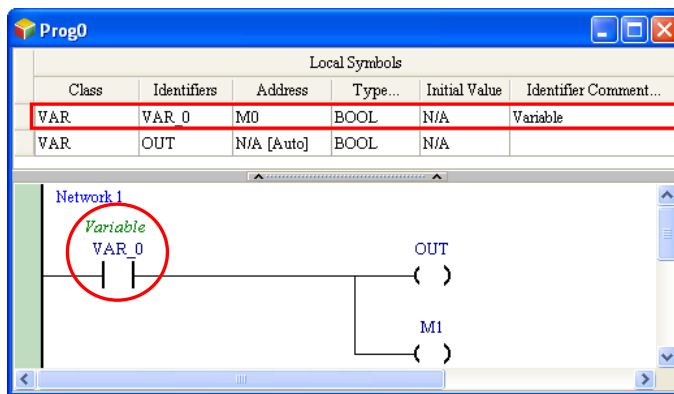 Prog0
Local Symbols
Class Identifiers Address Type... Initial Value Identifier Comment...
VAR VAR_0 M0 BOOL N/A Variable
VAR OUT N/A [Auto] BOOL N/A
Network 1
Variable
VAR_0 OUT
M1